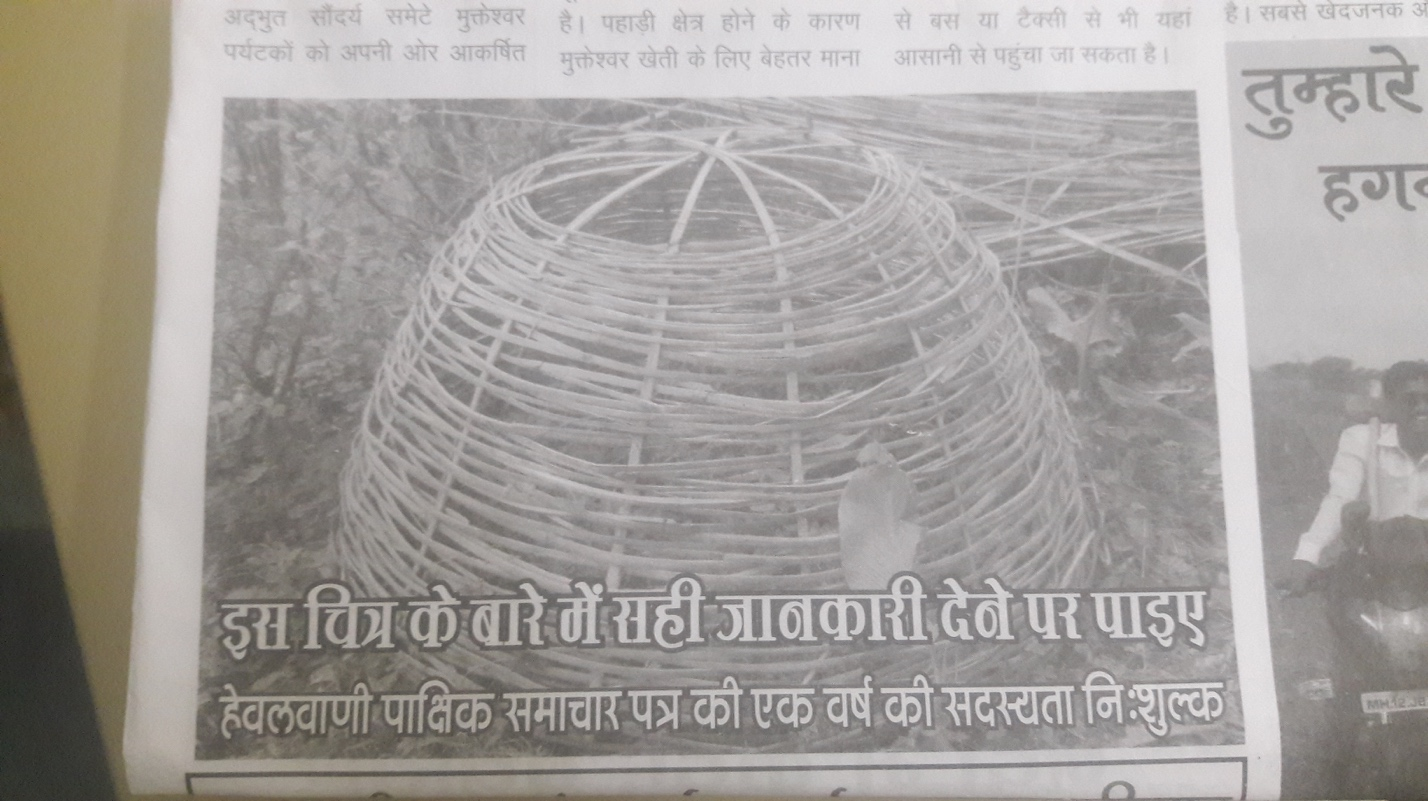 अद्भुत सौंदर्य समेटे मुक्तेश्वर
पर्यटकों को अपनी ओर आकर्षित
है। पहाड़ी क्षेत्र होने के कारण
मुक्तेश्वर खेती के लिए बेहतर माना
से बस या टैक्सी से भी यहां
आसानी से पहुंचा जा सकता है।
है। सबसे खेदजनक
तुम्हारे
इस चित्र के बारे में सही जानकारी देने पर पाइए
हेवलवाणी पाक्षिक समाचार पत्र की एक वर्ष की सदस्यता निःशुल्क